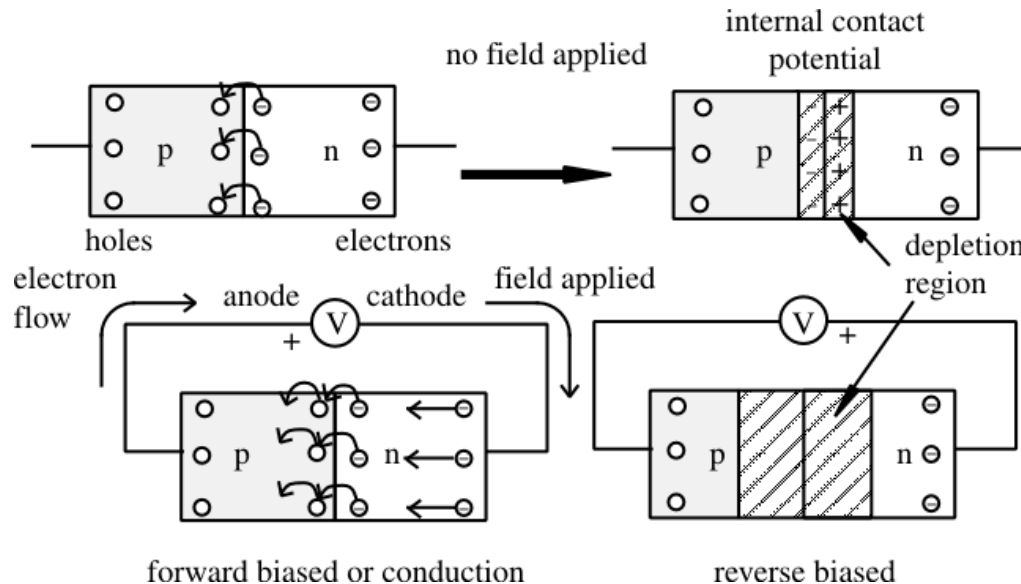 internal contact
potential
no field applied
p
n
p
n
holes
electrons
depletion
region
electron
flow
anode
cathode
field applied
V
+
V
+
p
n
p
n
forward biased or conduction
reverse biased